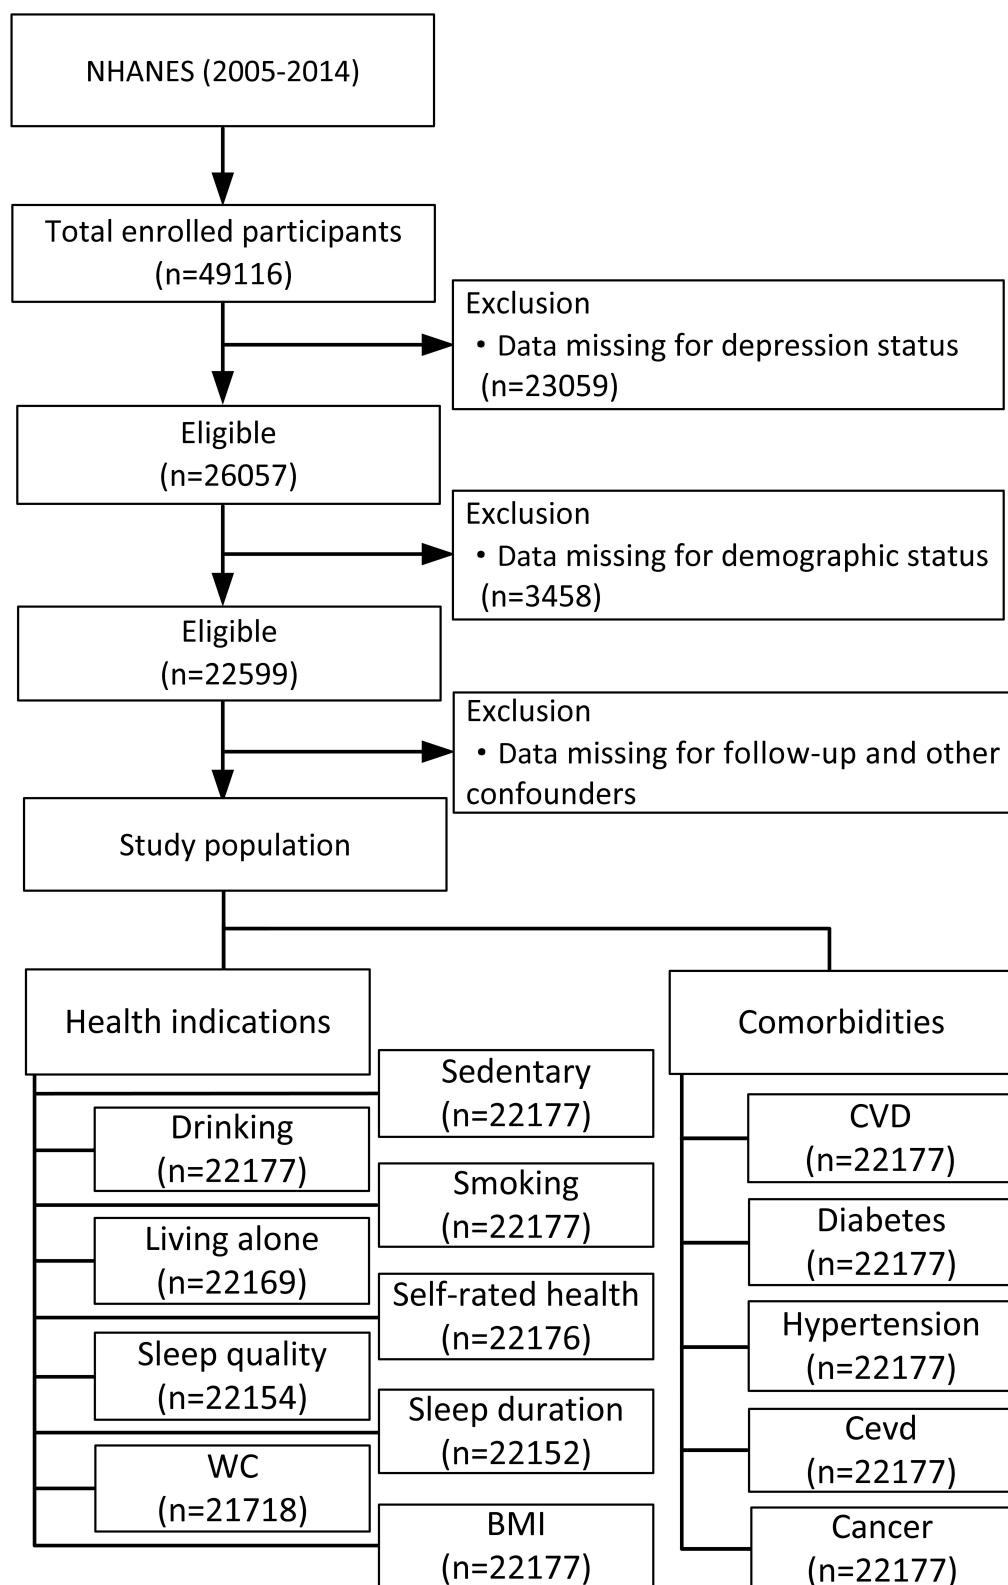 NHANES (2005-2014)
Total enrolled participants
(n=49116)
Exclusion
・Data missing for depression status
(n=23059)
Eligible
(n=26057)
Exclusion
・Data missing for demographic status
(n=3458)
Eligible
(n=22599)
Exclusion
・Data missing for follow-up and other
confounders
Study population
Health indications
Sedentary
(n=22177)
Drinking
(n=22177)
Smoking
(n=22177)
Living alone
(n=22169)
Self-rated health
(n=22176)
Sleep quality
(n=22154)
Sleep duration
(n=22152)
WC
(n=21718)
BMI
(n=22177)
Comorbidities
CVD
(n=22177)
Diabetes
(n=22177)
Hypertension
(n=22177)
Cevd
(n=22177)
Cancer
(n=22177)